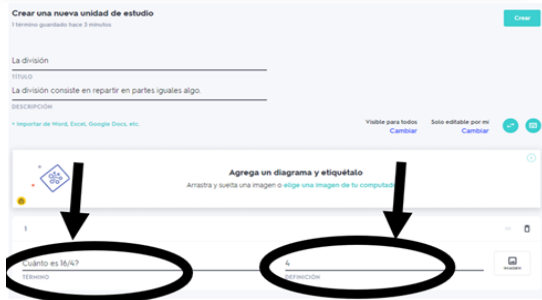 Crear una nueva unidad de estudio
1 término guardado hace 3 minutos
Crear
La división
TÍTULO
La división consiste en repartir en partes iguales algo.
DESCRIPCIÓN
+ Importar de Word, Excel, Google Docs, etc.
Visible para todos
Cambiar
Solo editable por mi
Cambiar
Agrega un diagrama y etiquétalo
Arrastra y suelta una imagen o elige una imagen de tu computado
1
Cuánto es 16/4?
TÉRMINO
4
DEFINICIÓN
IMAGEN